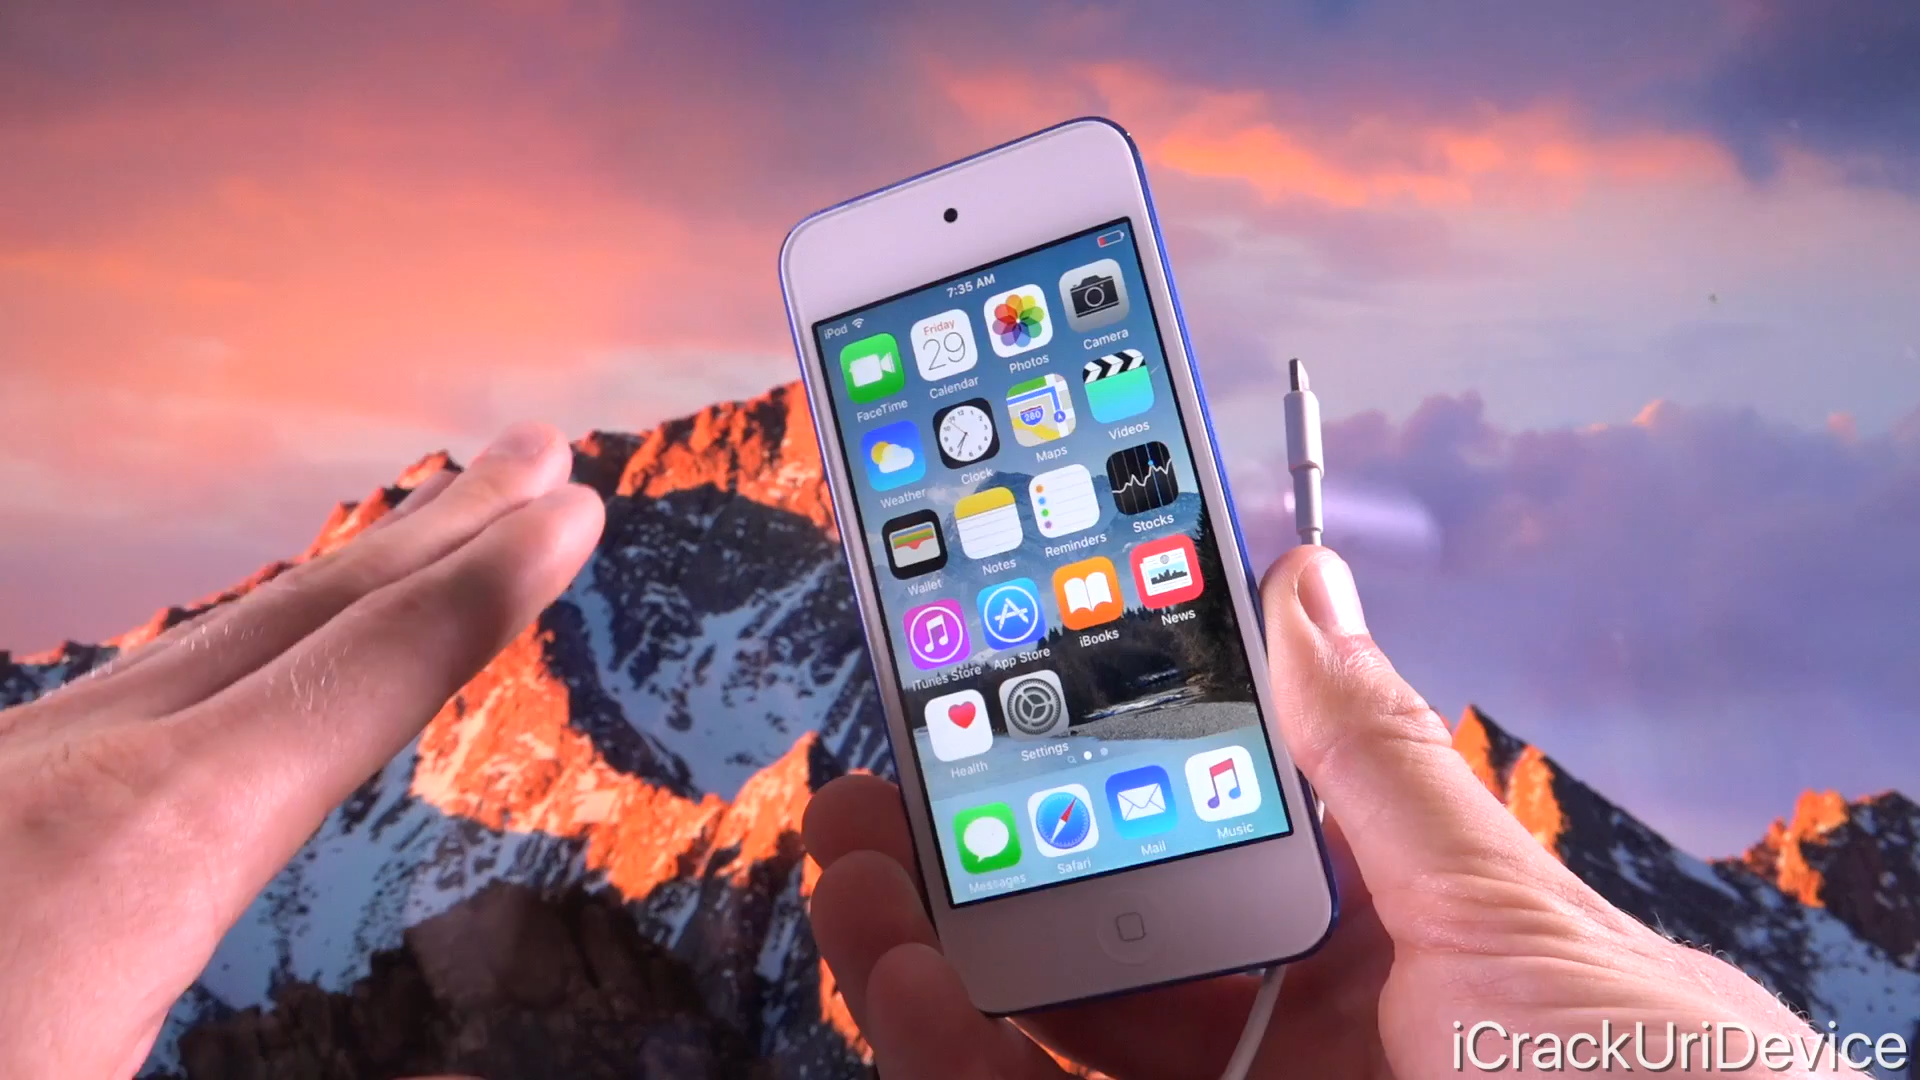 iPod
7:35 AM
FaceTime
Friday
29
Calendar
Photos
Camera
Weather
Clock
280
Maps
Videos
Wallet
Notes
Reminders
Stocks
iTunes Store
App Store
iBooks
News
Health
Settings
Messages
Safari
Mail
Music
iCrackUriDevice